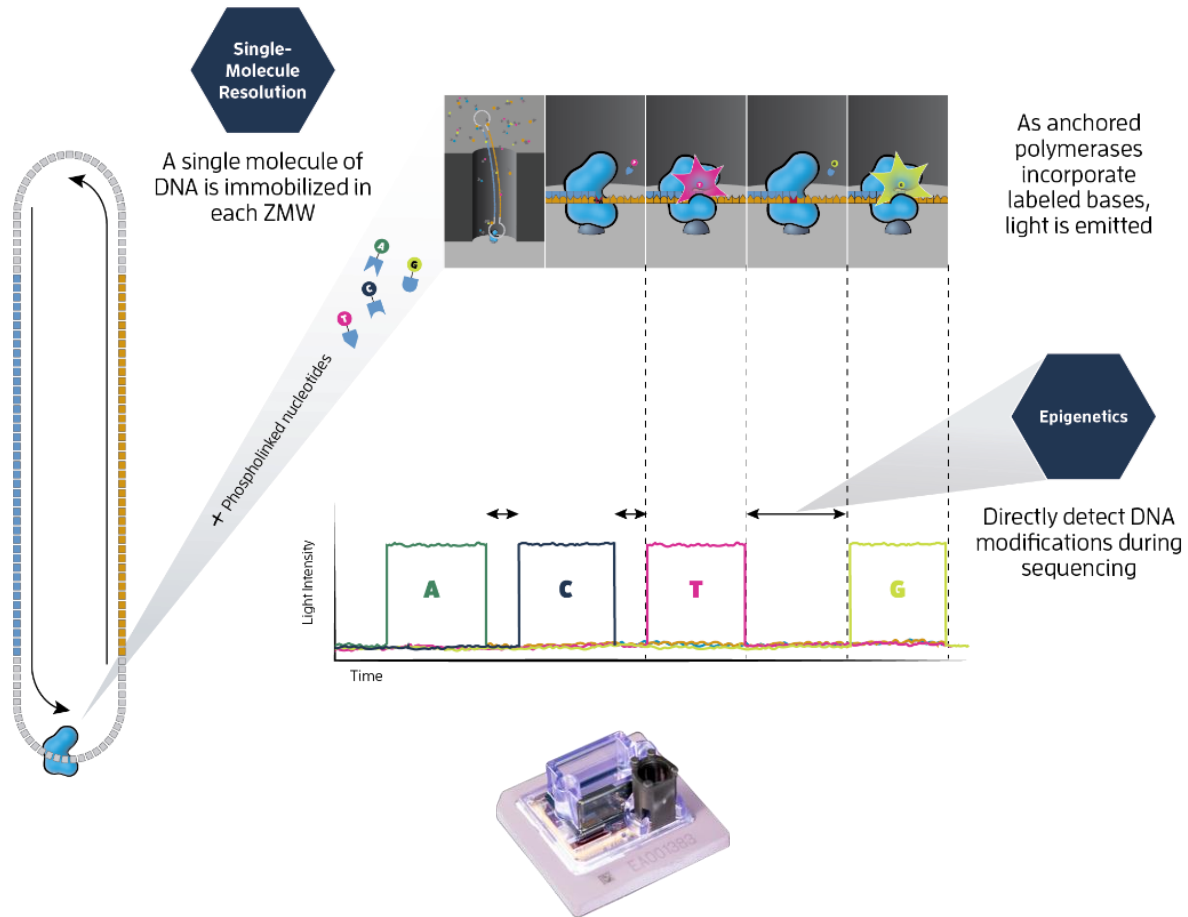 Single-
Molecule
Resolution
A single molecule of
DNA is immobilized in
each ZMW
A
G
C
T
+ Phospholinked nucleotides
T
T
G
G
As anchored
polymerases
incorporate
labeled bases,
light is emitted
Epigenetics
Directly detect DNA
modifications during
sequencing
Light Intensity
A
C
T
G
Time
EA001383